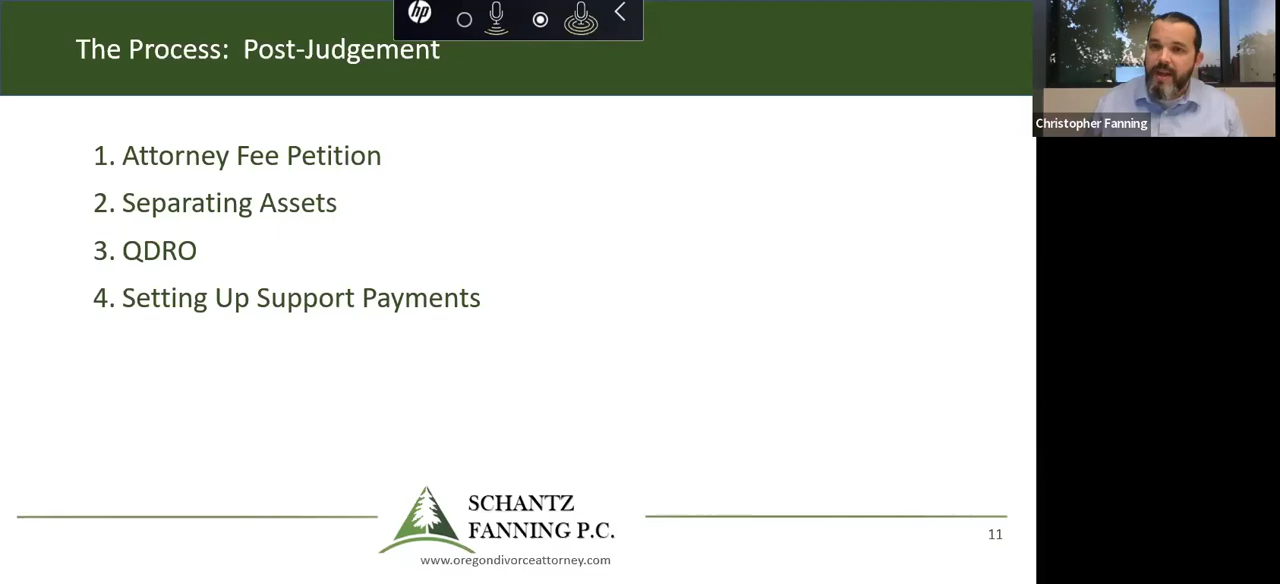 hp
The Process:  Post-Judgement
Christopher Fanning
1. Attorney Fee Petition
2. Separating Assets
3. QDRO
4. Setting Up Support Payments
SCHANTZ
FANNING P.C.
www.oregondivorceattorney.com
11